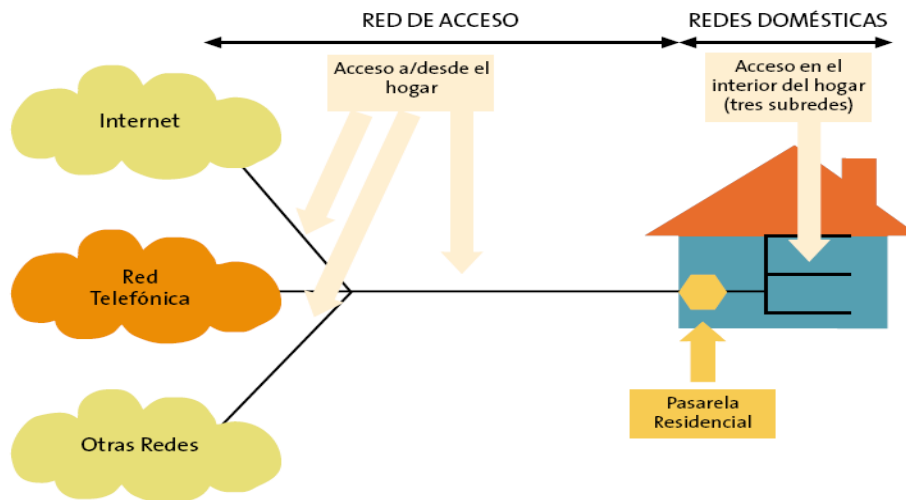 RED DE ACCESO
REDES DOMÉSTICAS
Acceso a/desde el
hogar
Acceso en el
interior del hogar
(tres subredes)
Internet
Red
Telefónica
Otras Redes
Pasarela
Residencial